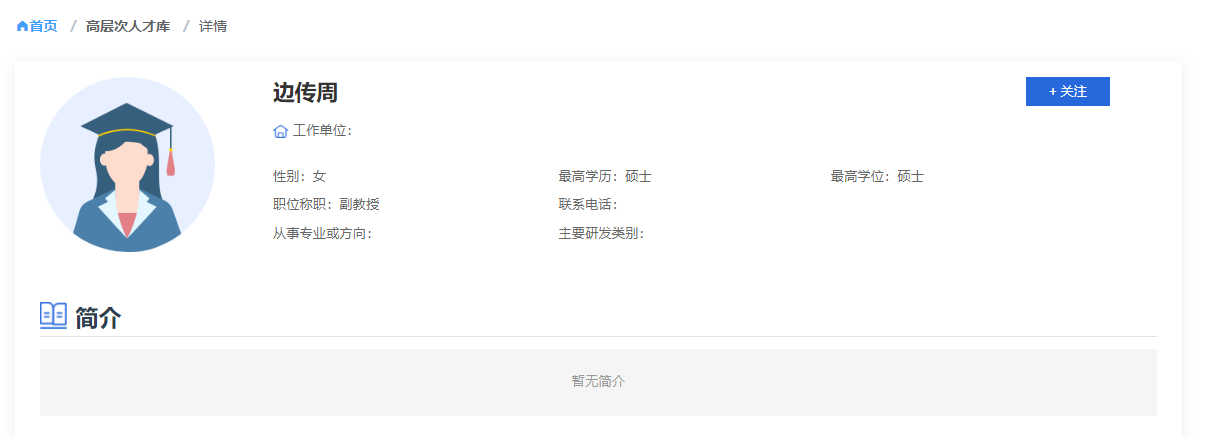 首页 / 高层次人才库 / 详情
边传周
+ 关注
工作单位:
性别: 女 最高学历: 硕士 最高学位: 硕士
职位称职: 副教授 联系电话:
从事专业或方向: 主要研发类别:
简介
暂无简介